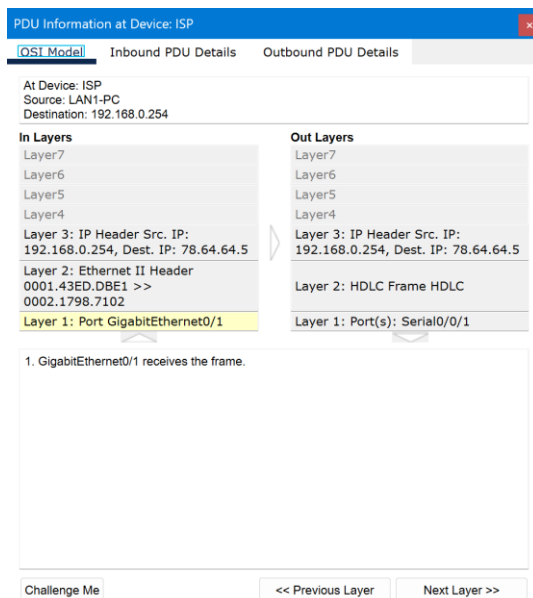 PDU Information at Device: ISP
×
OSI Model Inbound PDU Details Outbound PDU Details
At Device: ISP
Source: LAN1-PC
Destination: 192.168.0.254
In Layers
Layer7
Layer6
Layer5
Layer4
Layer 3: IP Header Src. IP:
192.168.0.254, Dest. IP: 78.64.64.5
Layer 2: Ethernet II Header
0001.43ED.DBE1 >>
0002.1798.7102
Layer 1: Port GigabitEthernet0/1
Out Layers
Layer7
Layer6
Layer5
Layer4
Layer 3: IP Header Src. IP:
192.168.0.254, Dest. IP: 78.64.64.5
Layer 2: HDLC Frame HDLC
Layer 1: Port(s): Serial0/0/1
1. GigabitEthernet0/1 receives the frame.
Challenge Me
<< Previous Layer
Next Layer >>